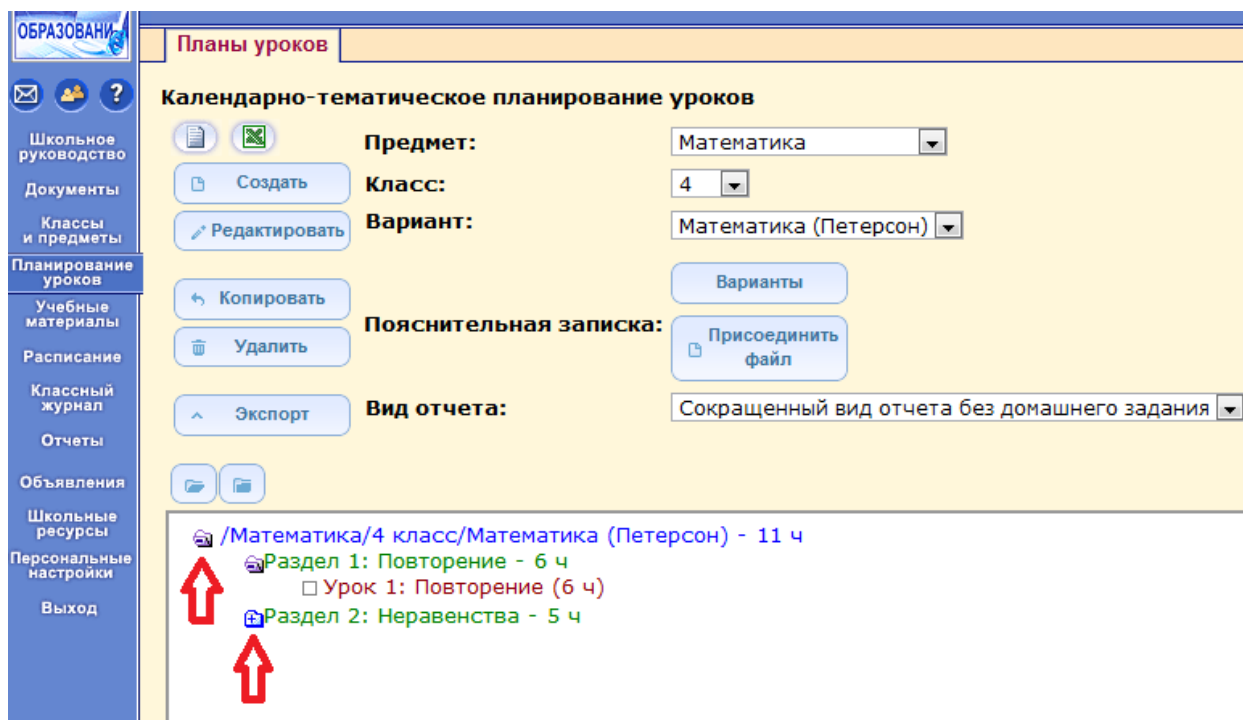 ОБРАЗОВАНИ
Планы уроков
?
Календарно-тематическое планирование уроков
Школьное
руководство
Документы
Классы
и предметы
Планирование
уроков
Учебные
материалы
Расписание
Классный
журнал
Отчеты
Объявления
Школьные
ресурсы
Персональные
настройки
Выход
Предмет:
Математика
Создать
Класс:
4
Редактировать
Вариант:
Математика (Петерсон)
Варианты
Копировать
Пояснительная записка:
Присоединить
файл
Удалить
Экспорт
Вид отчета:
Сокращенный вид отчета без домашнего задания
/Математика/4 класс/Математика (Петерсон) - 11 ч
Раздел 1: Повторение - 6 ч
Урок 1: Повторение (6 ч)
Раздел 2: Неравенства - 5 ч